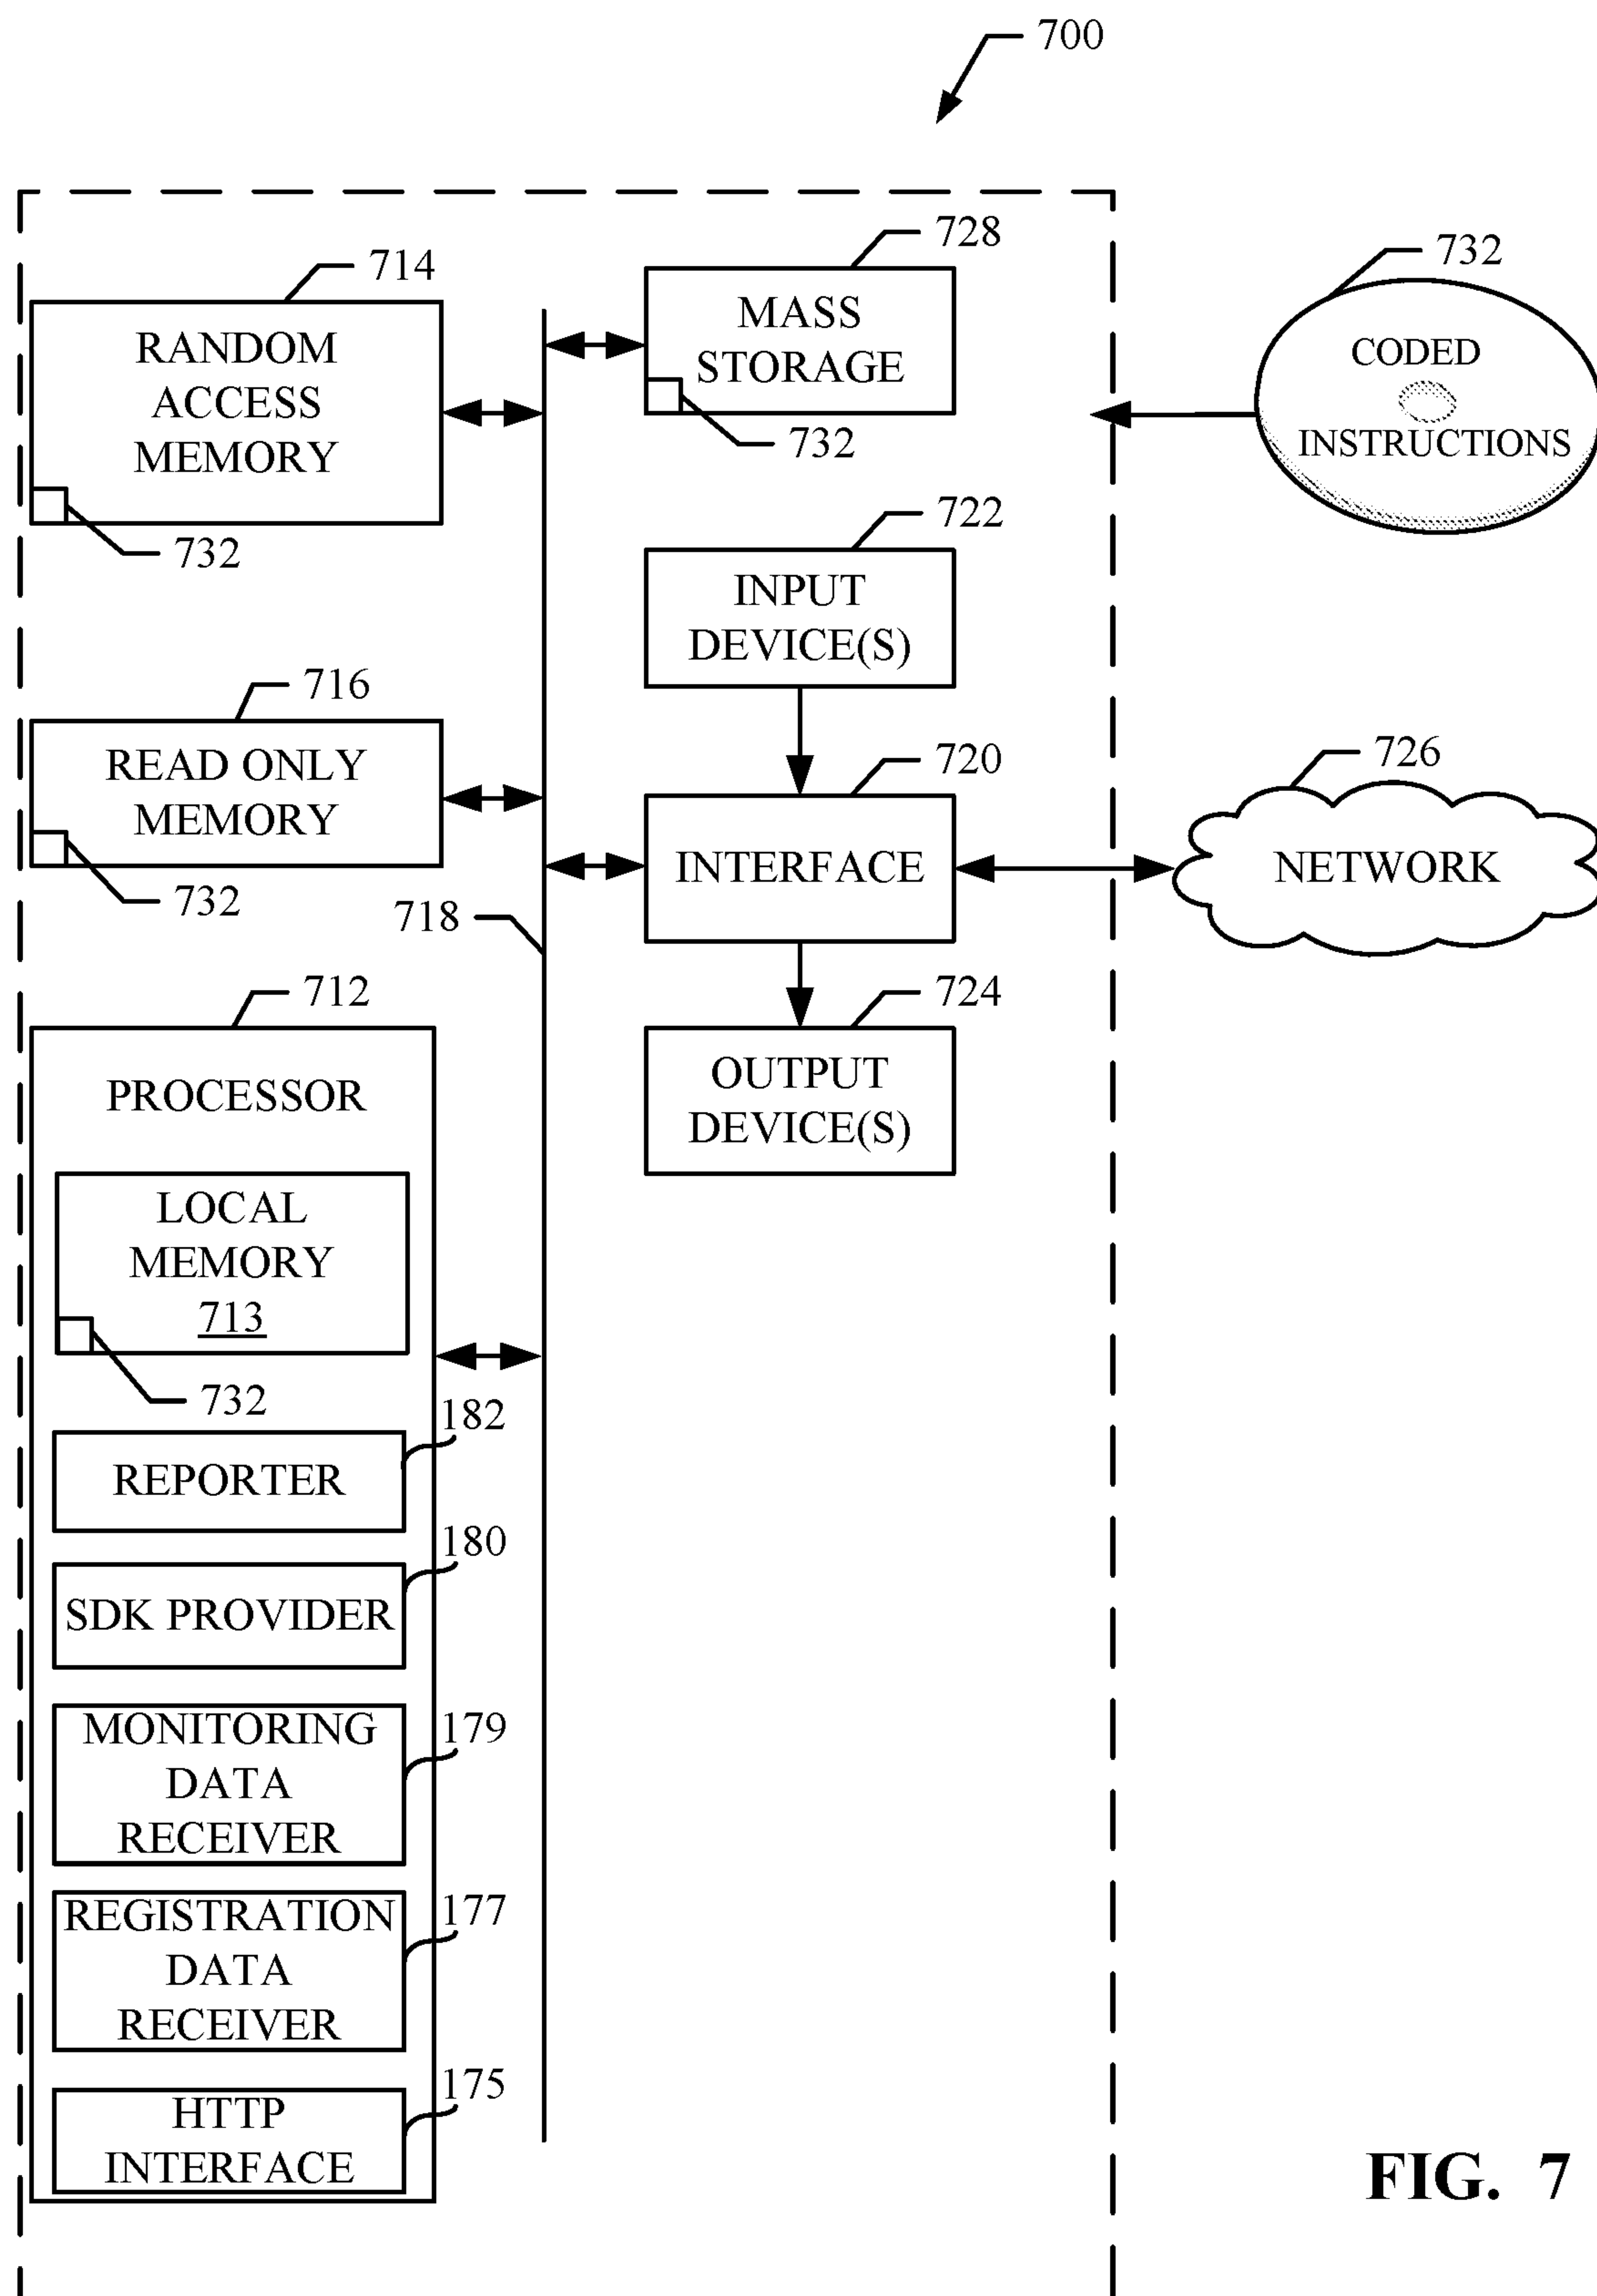 700
728
714
732
RANDOM
ACCESS
MEMORY
MASS
STORAGE
CODED
INSTRUCTIONS
732
732
722
INPUT
DEVICE(S)
716
READ ONLY
MEMORY
732
720
726
INTERFACE
NETWORK
718
712
724
PROCESSOR
OUTPUT
DEVICE(S)
LOCAL
MEMORY
713
732
182
REPORTER
180
SDK PROVIDER
179
MONITORING
DATA
RECEIVER
177
REGISTRATION
DATA
RECEIVER
175
HTTP
INTERFACE
FIG. 7